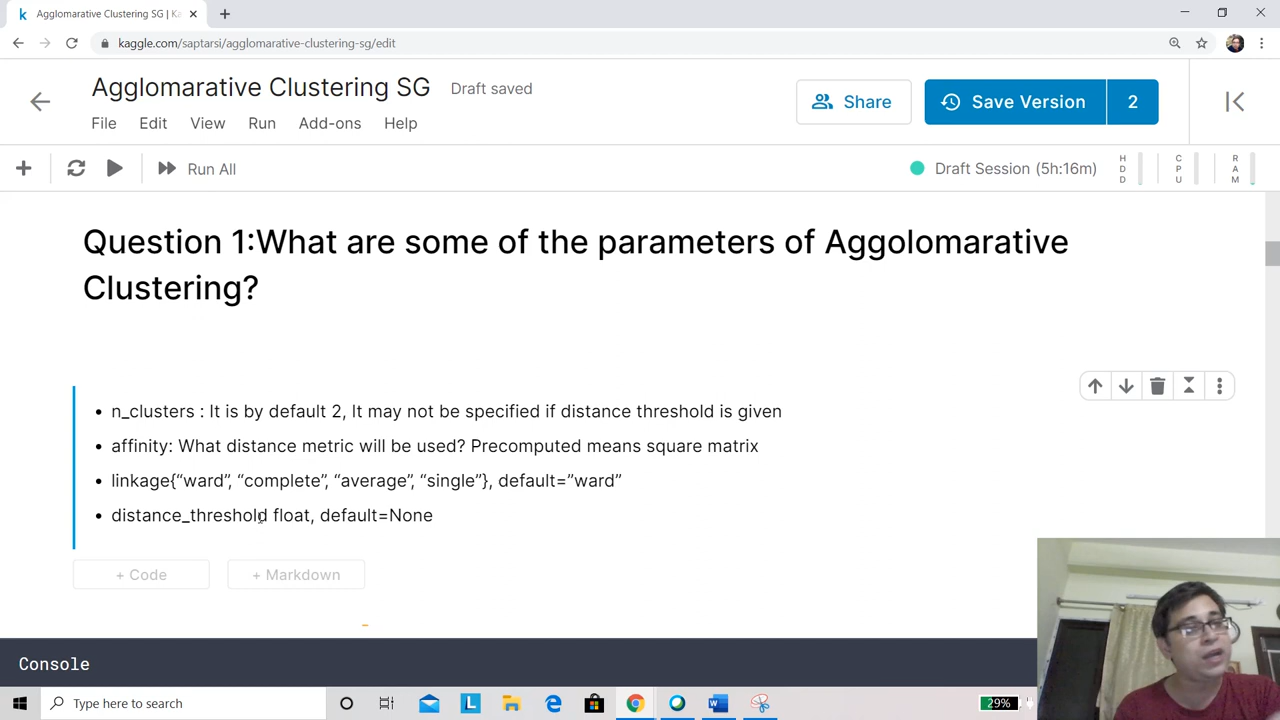 Agglomarative Clustering SG | Ka
kaggle.com/saptarsi/agglomarative-clustering-sg/edit
Agglomarative Clustering SG
Draft saved
Share
Save Version
2
File
Edit
View
Run
Add-ons
Help
Run All
Draft Session (5h:16m)
HDD
CPU
RAM
Question 1:What are some of the parameters of Aggolomarative
Clustering?
• n_clusters : It is by default 2, It may not be specified if distance threshold is given
• affinity: What distance metric will be used? Precomputed means square matrix
• linkage{“ward”, “complete”, “average”, “single”}, default=”ward”
• distance_threshold float, default=None
+ Code
+ Markdown
Console
Type here to search
29%